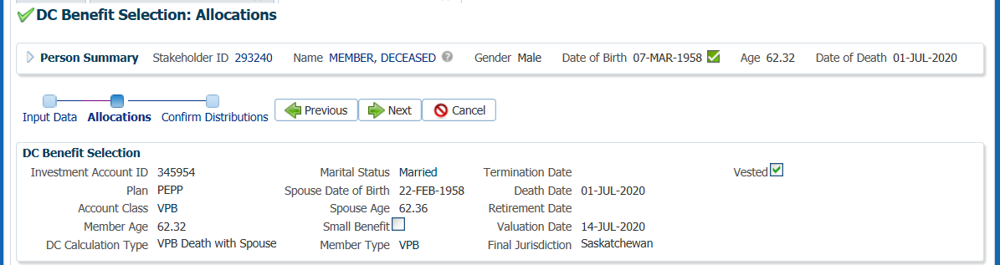 DC Benefit Selection: Allocations
Person Summary Stakeholder ID 293240 Name MEMBER, DECEASED Gender Male Date of Birth 07-MAR-1958 Age 62.32 Date of Death 01-JUL-2020
Input Data Allocations Confirm Distributions Previous Next Cancel
DC Benefit Selection
Investment Account ID 345954 Marital Status Married Termination Date Vested
Plan PEPP Spouse Date of Birth 22-FEB-1958 Death Date 01-JUL-2020
Account Class VPB Spouse Age 62.36 Retirement Date
Member Age 62.32 Small Benefit Valuation Date 14-JUL-2020
DC Calculation Type VPB Death with Spouse Member Type VPB Final Jurisdiction Saskatchewan